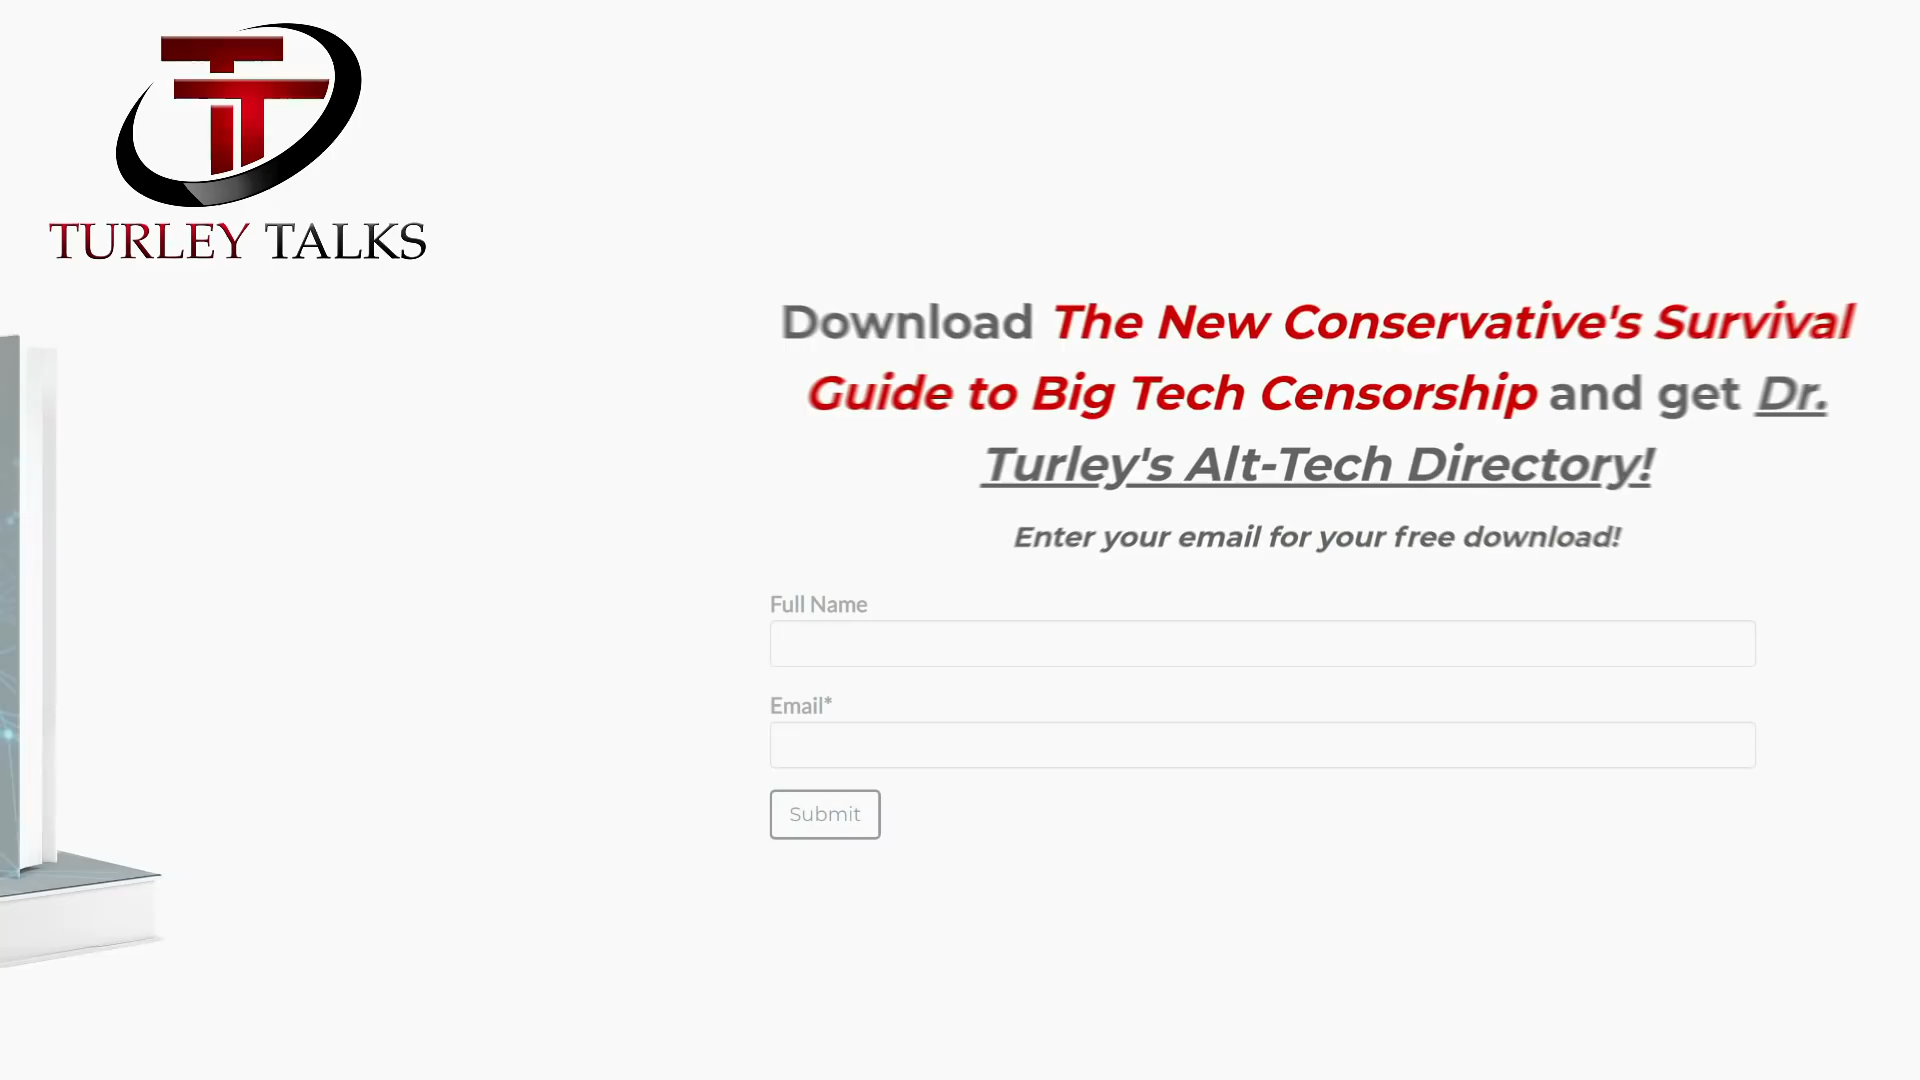 TURLEY TALKS
Download The New Conservative's Survival
Guide to Big Tech Censorship and get Dr.
Turley's Alt-Tech Directory!
Enter your email for your free download!
Full Name
Email*
Submit